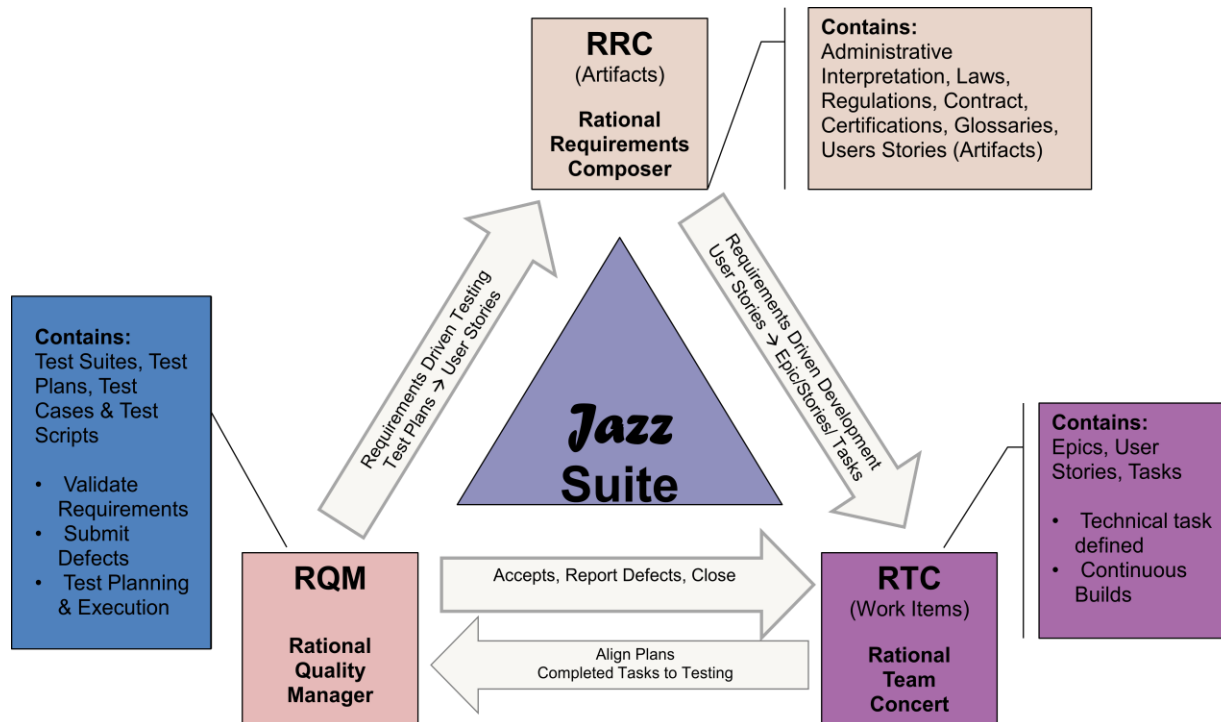 RRC
(Artifacts)
Rational
Requirements
Composer
Contains:
Administrative
Interpretation, Laws,
Regulations, Contract,
Certifications, Glossaries,
Users Stories (Artifacts)
Requirements Driven Testing
Test Plans → User Stories
Requirements Driven Development
User Stories → Epic/Stories/ Tasks
Jazz
Suite
Contains:
Test Suites, Test
Plans, Test
Cases & Test
Scripts
• Validate
Requirements
• Submit
Defects
• Test Planning
& Execution
Contains:
Epics, User
Stories, Tasks
• Technical task
defined
• Continuous
Builds
RQM
Rational
Quality
Manager
Accepts, Report Defects, Close
Align Plans
Completed Tasks to Testing
RTC
(Work Items)
Rational
Team
Concert